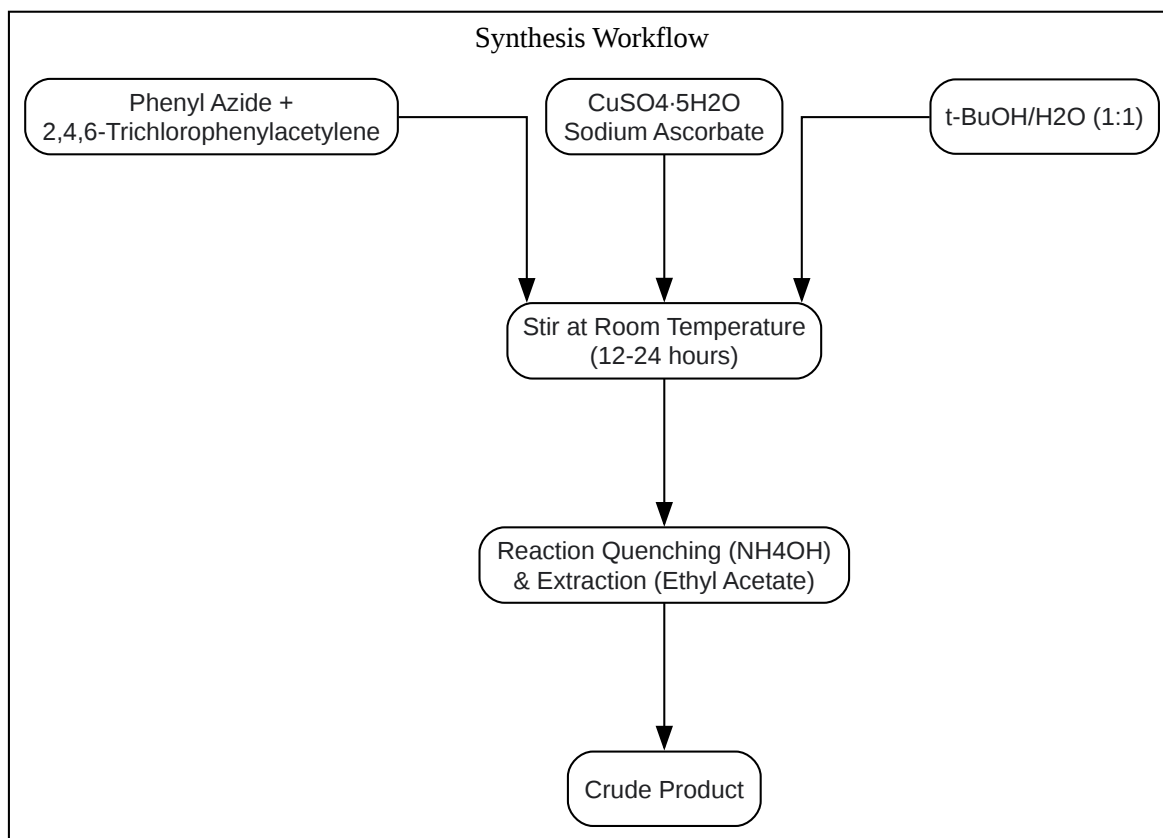 Synthesis Workflow
Phenyl Azide +
2,4,6-Trichlorophenylacetylene
CuSO4·5H2O
Sodium Ascorbate
t-BuOH/H2O (1:1)
Stir at Room Temperature
(12-24 hours)
Reaction Quenching (NH4OH)
& Extraction (Ethyl Acetate)
Crude Product